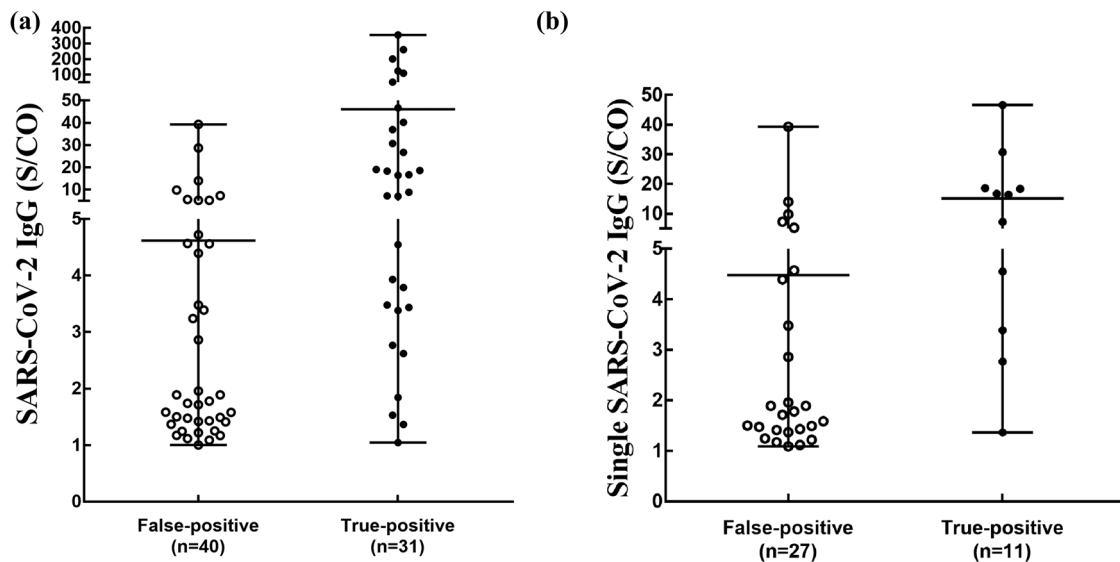 (a)
SARS-CoV-2 IgG (S/CO)
400
300
200
100
50
40
30
20
10
5
4
3
2
1
0
False-positive
(n=40)
True-positive
(n=31)
(b)
Single SARS-CoV-2 IgG (S/CO)
50
40
30
20
10
5
4
3
2
1
0
False-positive
(n=27)
True-positive
(n=11)